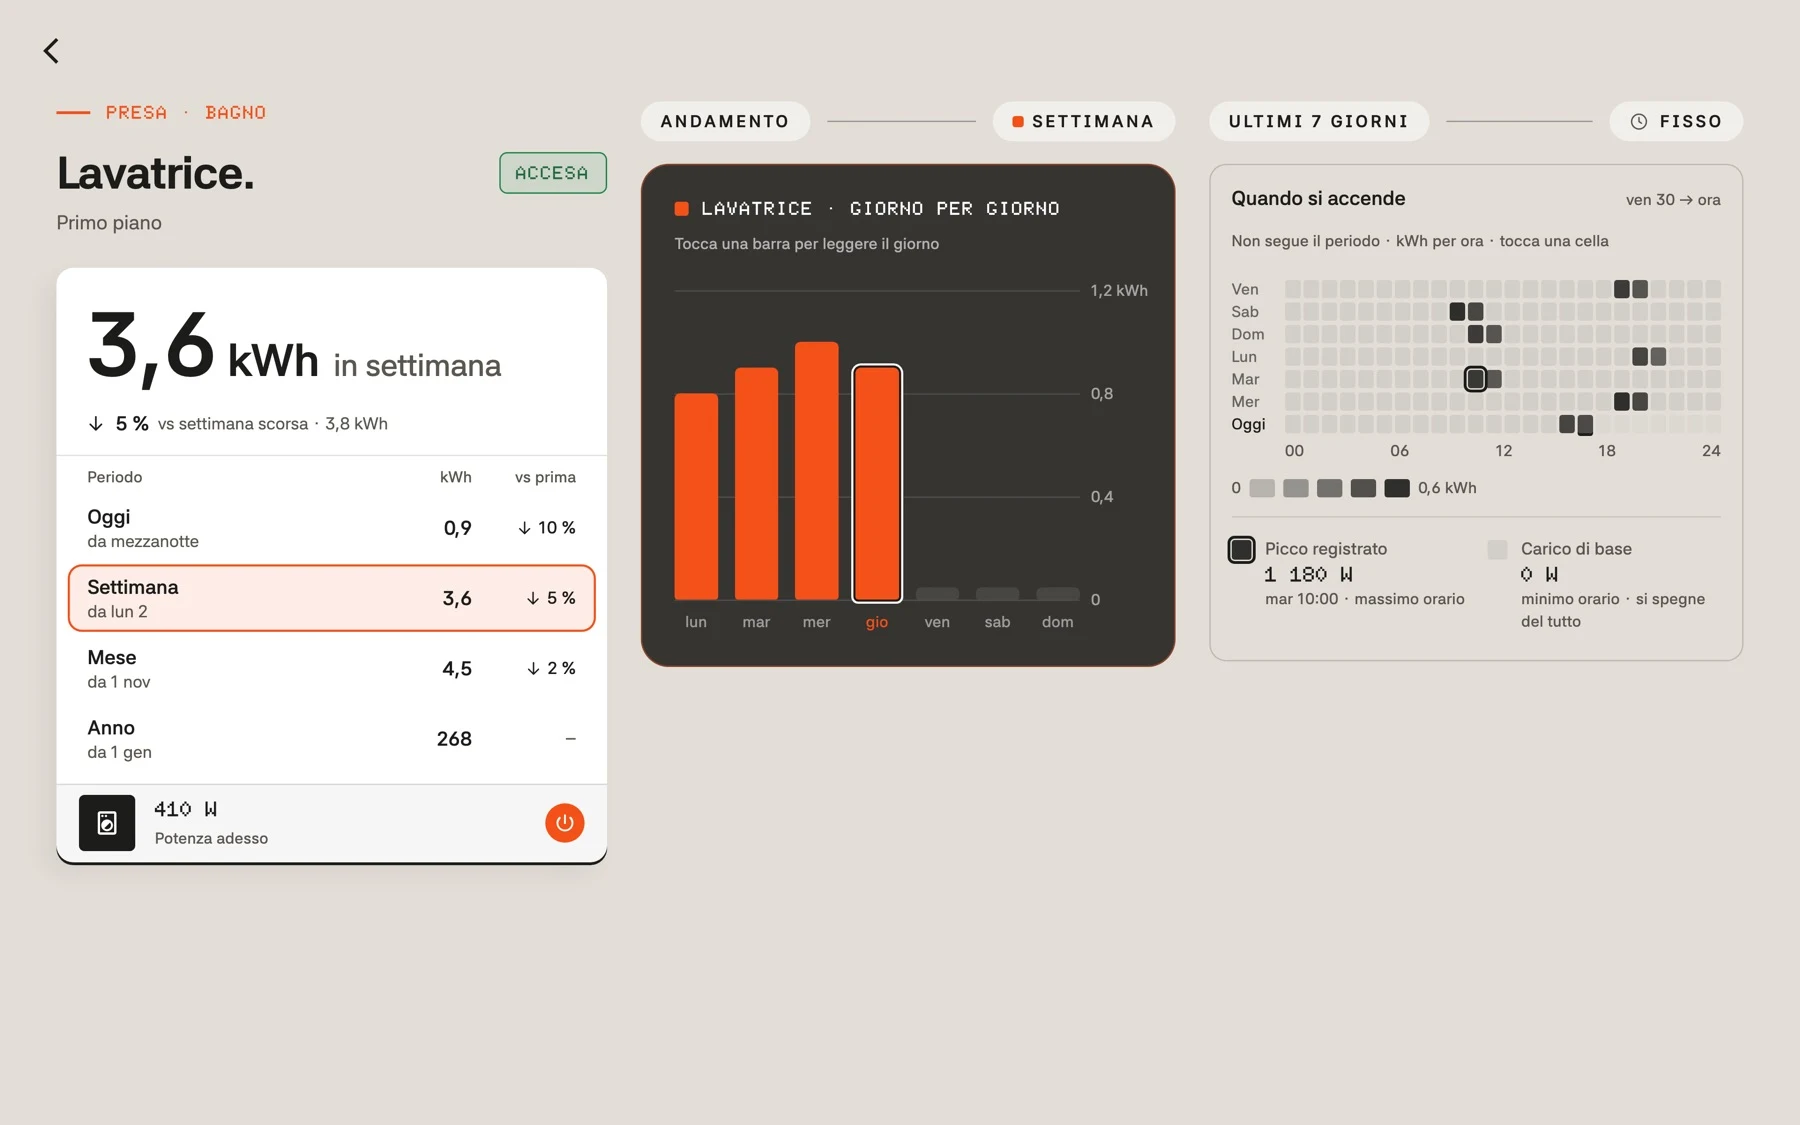 PRESA · BAGNO
Lavatrice.
ACCESA
Primo piano
3,6 kWh in settimana
↓ 5 % vs settimana scorsa · 3,8 kWh
Periodo kWh vs prima
Oggi
da mezzanotte
0,9 ↓ 10 %
Settimana
da lun 2
3,6 ↓ 5 %
Mese
da 1 nov
4,5 ↓ 2 %
Anno
da 1 gen
268 –
410 W
Potenza adesso
ANDAMENTO
SETTIMANA
LAVATRICE · GIORNO PER GIORNO
Tocca una barra per leggere il giorno
1,2 kWh
0,8
0,4
0
lun mar mer gio ven sab dom
ULTIMI 7 GIORNI
FISSO
Quando si accende
ven 30 → ora
Non segue il periodo · kWh per ora · tocca una cella
Ven
Sab
Dom
Lun
Mar
Mer
Oggi
00 06 12 18 24
0 0,6 kWh
Picco registrato
1 180 W
mar 10:00 · massimo orario
Carico di base
0 W
minimo orario · si spegne
del tutto